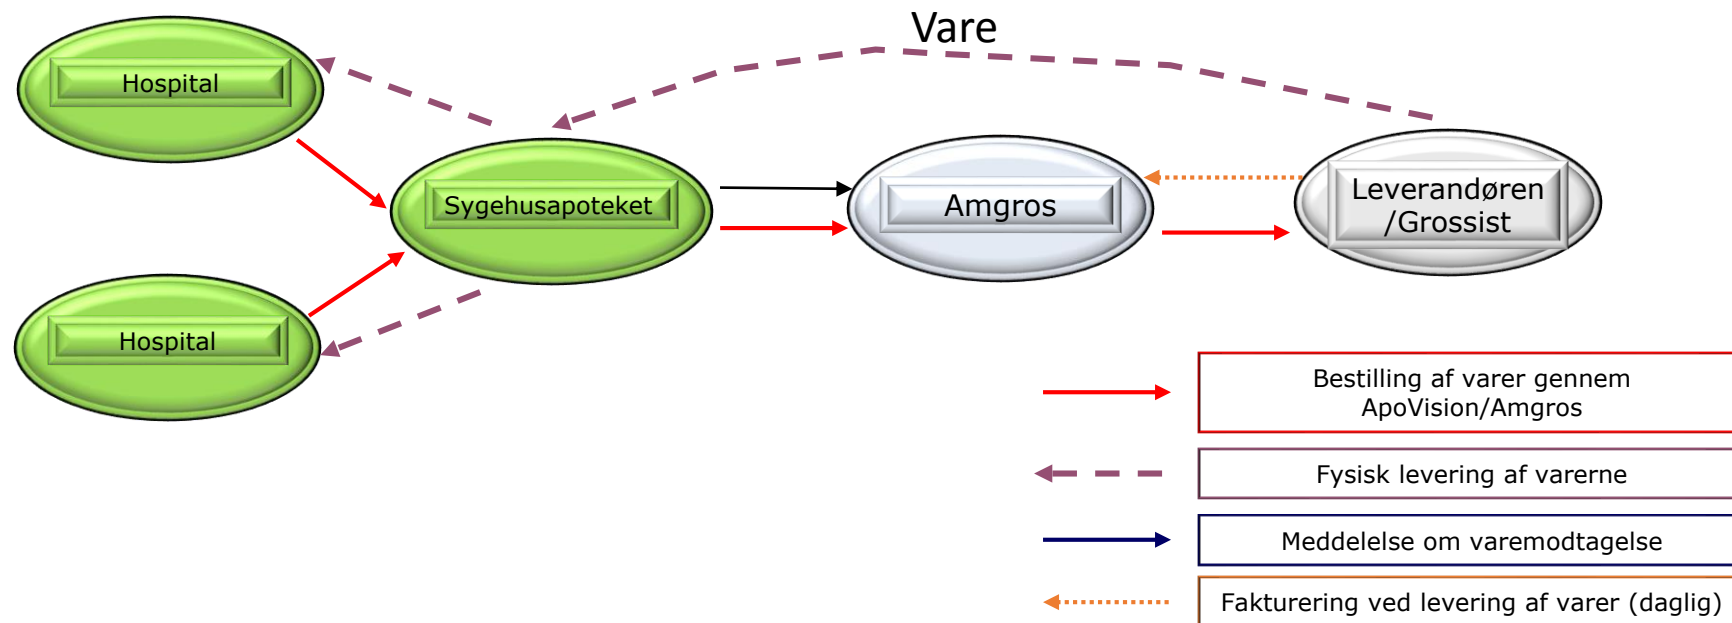 Vare
Hospital
Sygehusapoteket
Amgros
Leverandøren
/Grossist
Hospital
Bestilling af varer gennem
ApoVision/Amgros
Fysisk levering af varerne
Meddelelse om varemodtagelse
Fakturering ved levering af varer (daglig)